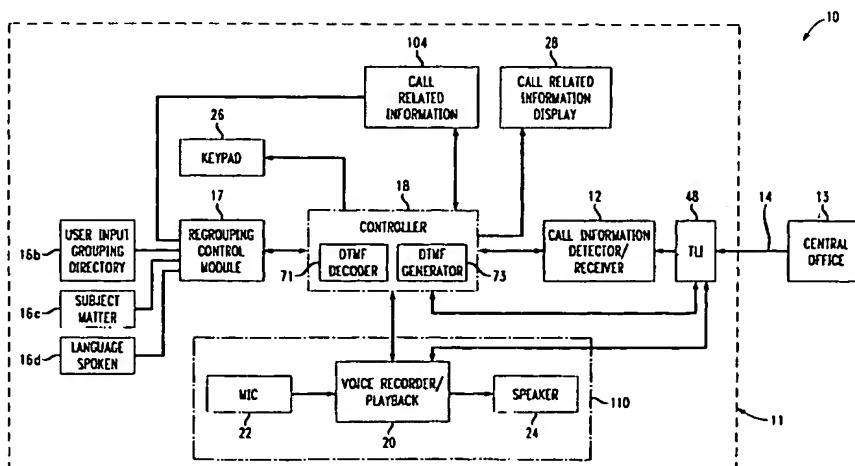 10
104
CALL
RELATED
INFORMATION
28
CALL RELATED
INFORMATION
DISPLAY
26
KEYPAD
17
REGROUPING
CONTROL
MODULE
18
CONTROLLER
71
DTMF
DECODER
DTMF
GENERATOR
73
12
CALL INFORMATION
DETECTOR/
RECEIVER
48
TLI
14
13
CENTRAL
OFFICE
16b
USER INPUT
GROUPING
DIRECTORY
16c
SUBJECT
MATTER
16d
LANGUAGE
SPOKEN
MIC
22
VOICE RECORDER/
PLAYBACK
20
SPEAKER
24
110
11